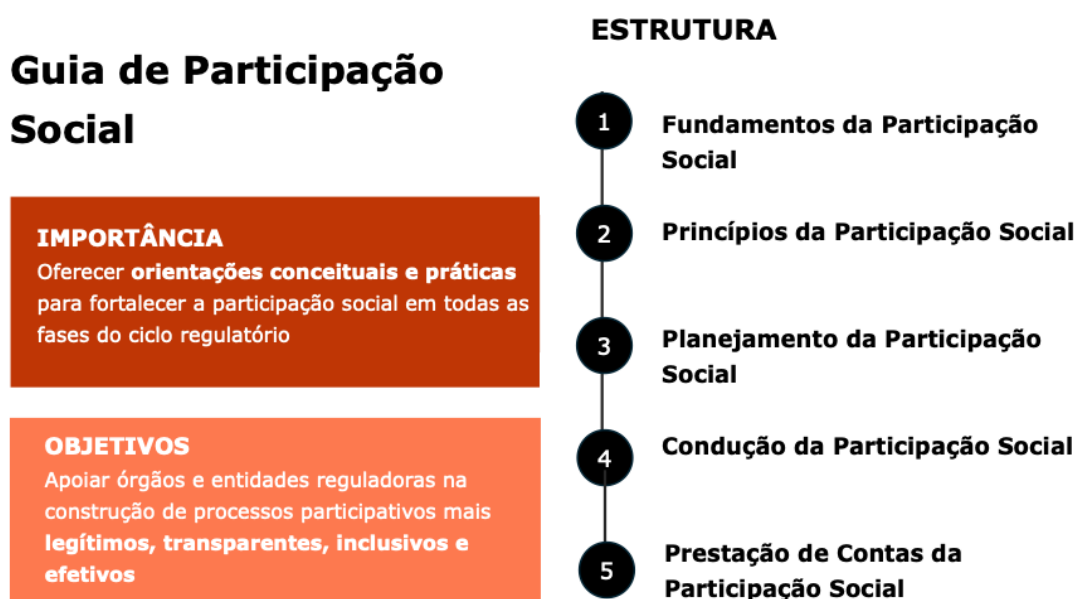 Guia de Participação
Social
IMPORTÂNCIA
Oferecer orientações conceituais e práticas
para fortalecer a participação social em todas as
fases do ciclo regulatório
OBJETIVOS
Apoiar órgãos e entidades reguladoras na
construção de processos participativos mais
legítimos, transparentes, inclusivos e
efetivos
ESTRUTURA
1
Fundamentos da Participação
Social
2
Princípios da Participação Social
3
Planejamento da Participação
Social
4
Condução da Participação Social
5
Prestação de Contas da
Participação Social